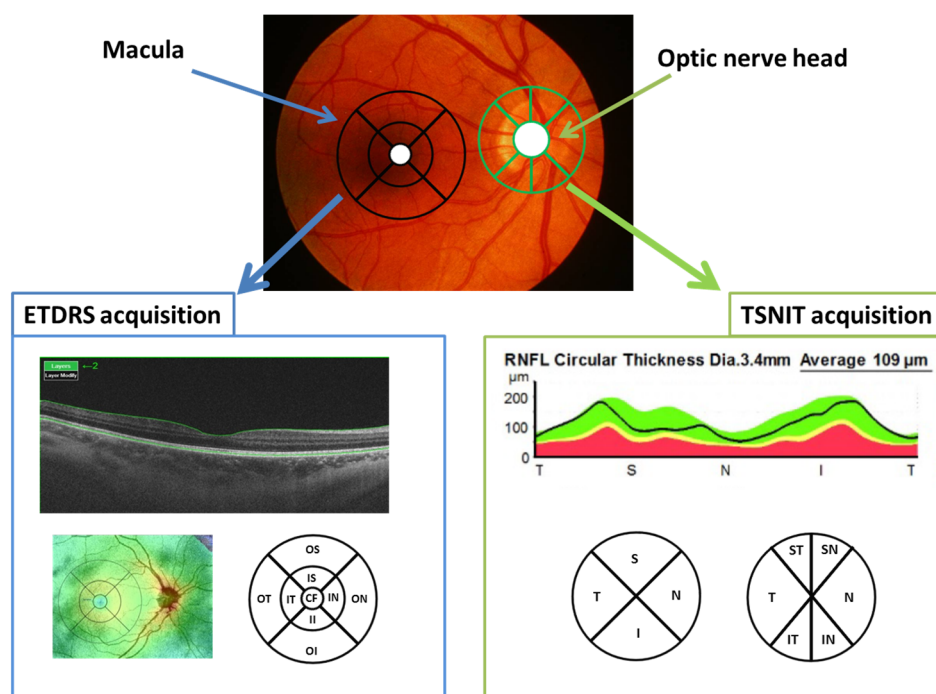 Macula
Optic nerve head
ETDRS acquisition
Layers ←2
Layer Modify
OS
IS
OT IT CF IN ON
II
OI
TSNIT acquisition
RNFL Circular Thickness Dia.3.4mm Average 109 µm
µm
200
100
0
T S N I T
S
T N
I
ST SN
T N
IT IN